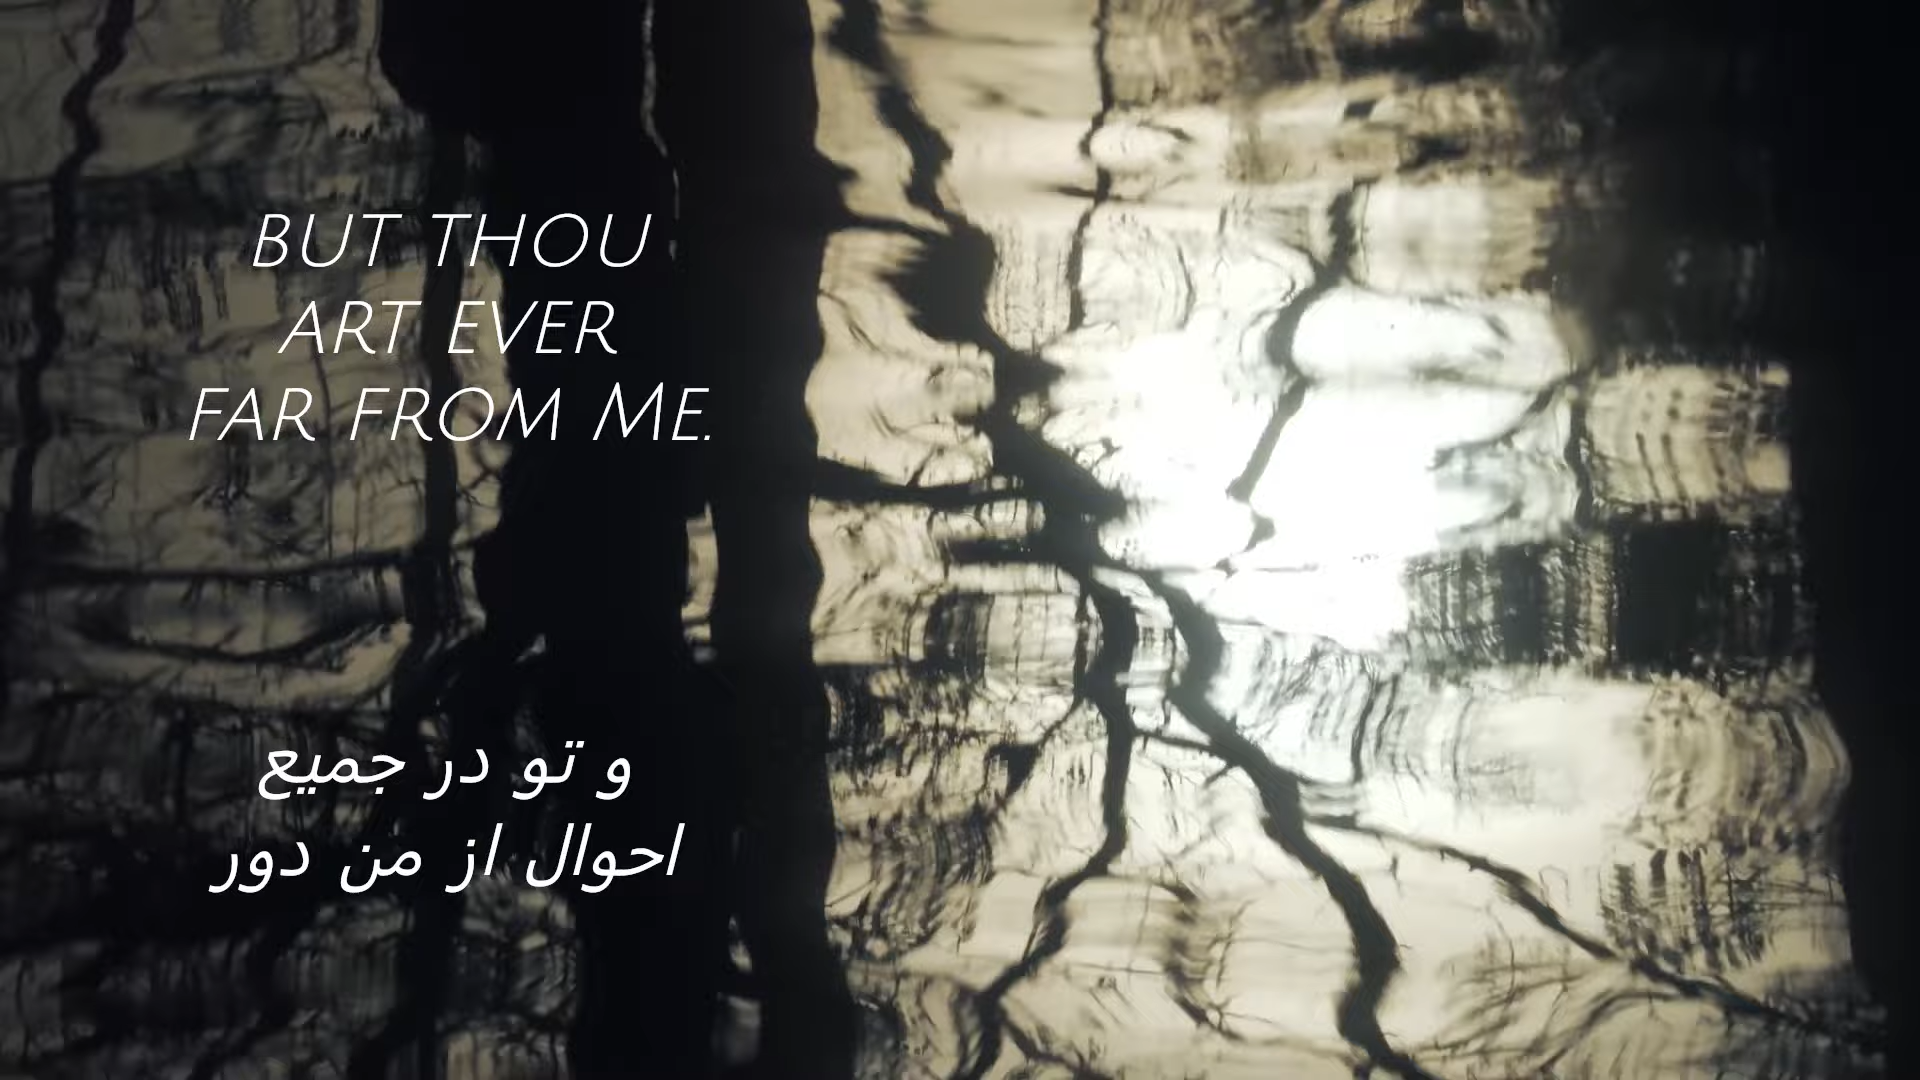 BUT THOU
ART EVER
FAR FROM ME.
و تو در جمیع
احوال از من دور